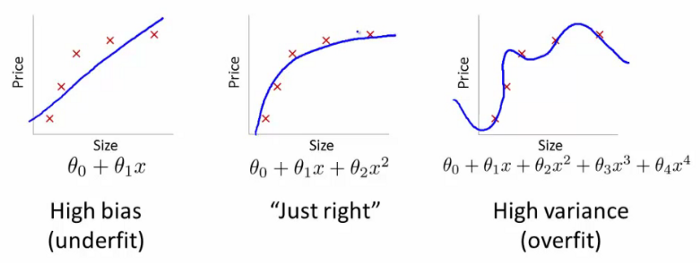 Price
Size
θ₀ + θ₁x
High bias
(underfit)
Price
Size
θ₀ + θ₁x + θ₂x²
“Just right”
Price
Size
θ₀ + θ₁x + θ₂x² + θ₃x³ + θ₄x⁴
High variance
(overfit)